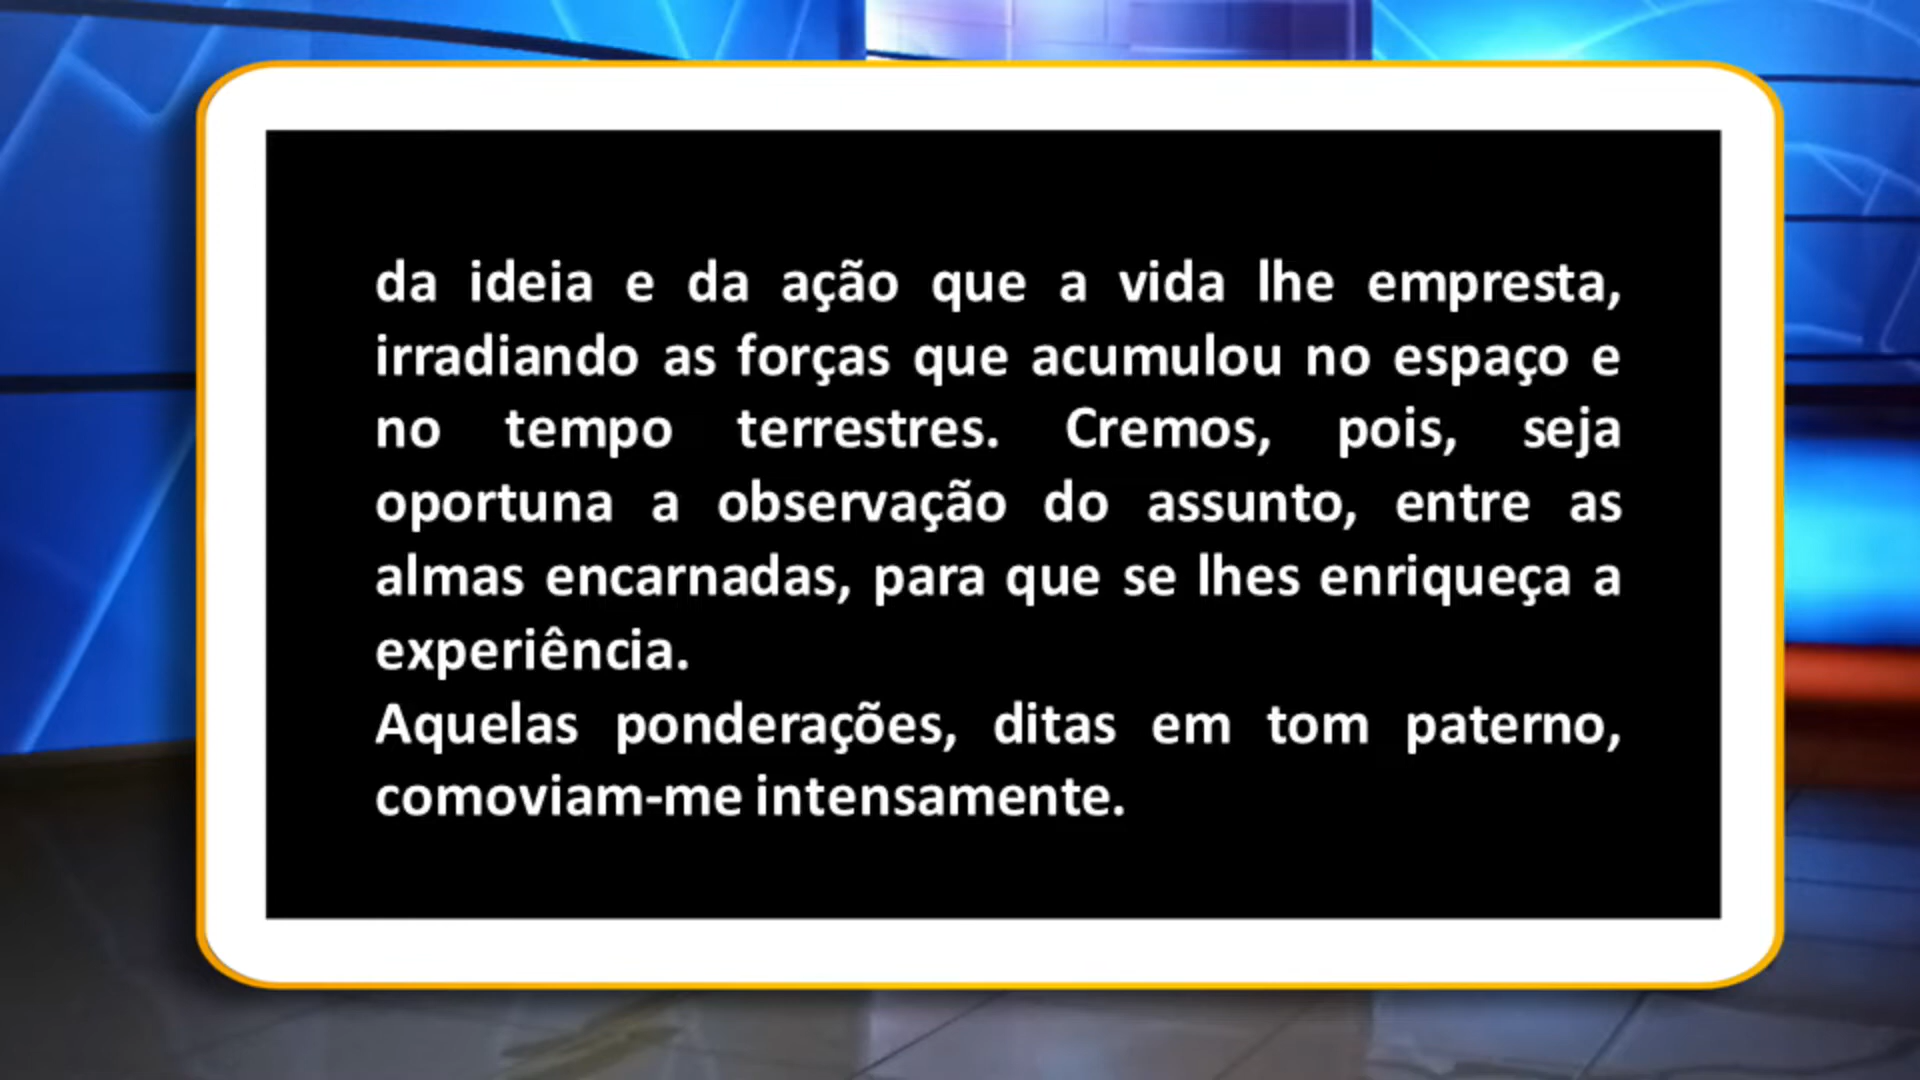 da ideia e da ação que a vida lhe empresta,
irradiando as forças que acumulou no espaço e
no tempo terrestres. Cremos, pois, seja
oportuna a observação do assunto, entre as
almas encarnadas, para que se lhes enriqueça a
experiência.
Aquelas ponderações, ditas em tom paterno,
comoviam-me intensamente.